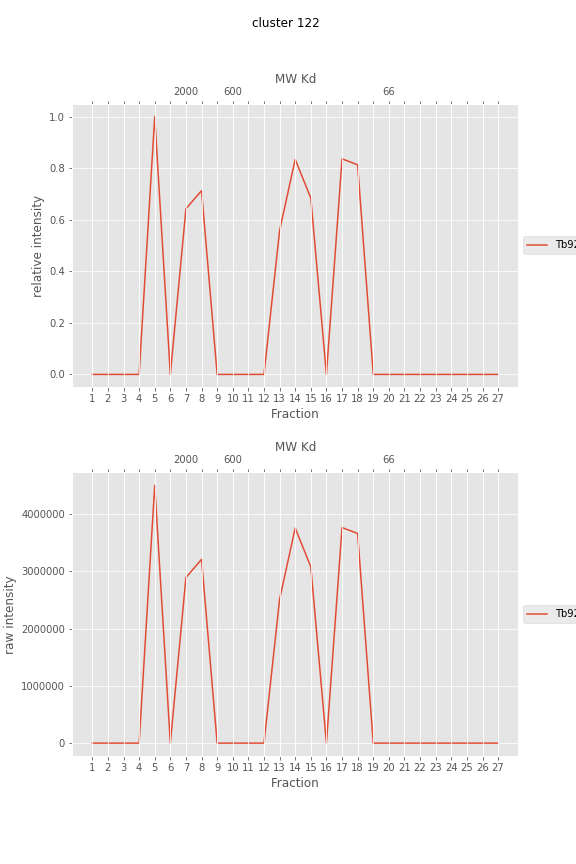 cluster 122
MW Kd
2000 600 66
1.0
0.8
0.6
0.4
0.2
0.0
relative intensity
1 2 3 4 5 6 7 8 9 10 11 12 13 14 15 16 17 18 19 20 21 22 23 24 25 26 27
Fraction
Tb92
MW Kd
2000 600 66
4000000
3000000
2000000
1000000
0
raw intensity
1 2 3 4 5 6 7 8 9 10 11 12 13 14 15 16 17 18 19 20 21 22 23 24 25 26 27
Fraction
Tb92